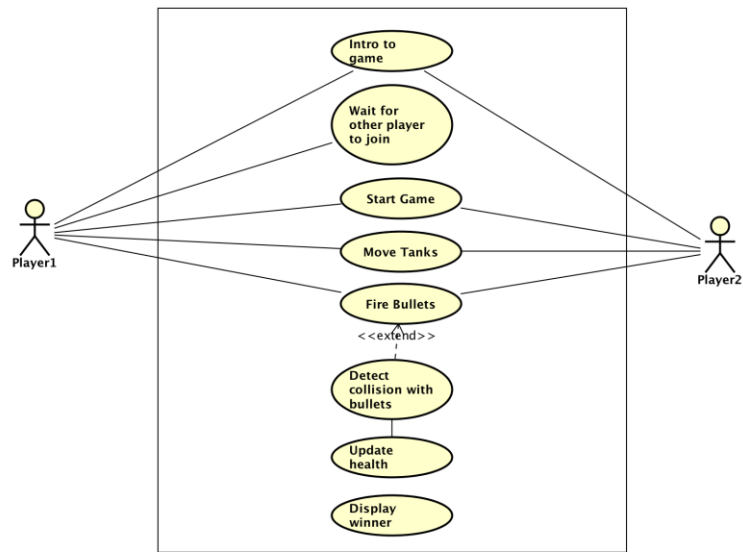 Intro to
game
Wait for
other player
to join
Start Game
Move Tanks
Player1
Player2
Fire Bullets
<<extend>>
Detect
collision with
bullets
Update
health
Display
winner